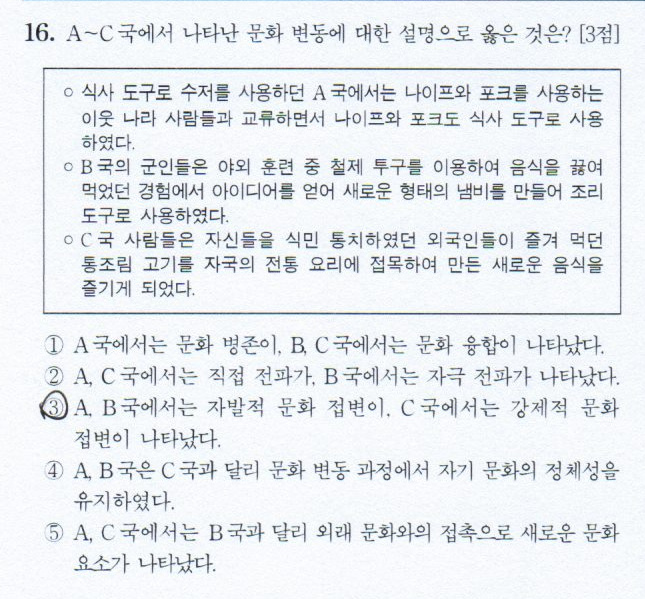 16. A~C국에서 나타난 문화 변동에 대한 설명으로 옳은 것은? [3점]
○ 식사 도구로 수저를 사용하던 A국에서는 나이프와 포크를 사용하는
이웃 나라 사람들과 교류하면서 나이프와 포크도 식사 도구로 사용
하였다.
○ B국의 군인들은 야외 훈련 중 철제 투구를 이용하여 음식을 끓여
먹었던 경험에서 아이디어를 얻어 새로운 형태의 냄비를 만들어 조리
도구로 사용하였다.
○ C국 사람들은 자신들을 식민 통치하였던 외국인들이 즐겨 먹던
통조림 고기를 자국의 전통 요리에 접목하여 만든 새로운 음식을
즐기게 되었다.
① A국에서는 문화 병존이, B, C국에서는 문화 융합이 나타났다.
② A, C국에서는 직접 전파가, B국에서는 자극 전파가 나타났다.
③ A, B국에서는 자발적 문화 접변이, C국에서는 강제적 문화
접변이 나타났다.
④ A, B국은 C국과 달리 문화 변동 과정에서 자기 문화의 정체성을
유지하였다.
⑤ A, C국에서는 B국과 달리 외래 문화와의 접촉으로 새로운 문화
요소가 나타났다.